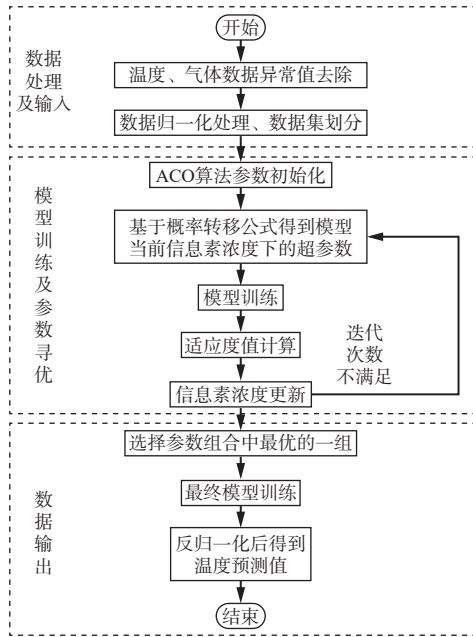 开始
数据
处理
及输入
温度、气体数据异常值去除
数据归一化处理、数据集划分
模型训练及参数寻优
ACO算法参数初始化
基于概率转移公式得到模型
当前信息素浓度下的超参数
模型训练
适应度值计算
迭代
次数
不满足
信息素浓度更新
数据输出
选择参数组合中最优的一组
最终模型训练
反归一化后得到
温度预测值
结束